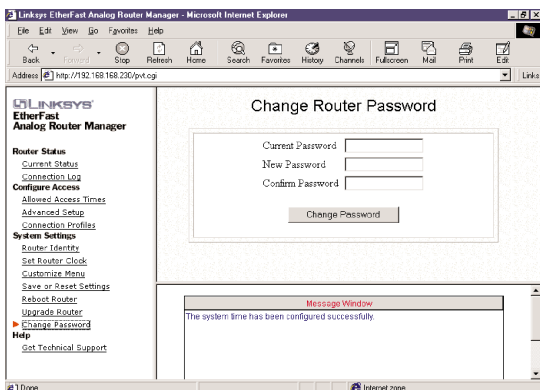 Linksys EtherFast Analog Router Manager - Microsoft Internet Explorer
File Edit View Go Favorites Help
Back Forward Stop Refresh Home Search Favorites History Channels Fullscreen Mail Print Edit
Address http://192.168.168.230/pvt.cgi Links
LINKSYS
EtherFast
Analog Router Manager
Router Status
Current Status
Connection Log
Configure Access
Allowed Access Times
Advanced Setup
Connection Profiles
System Settings
Router Identity
Set Router Clock
Customize Menu
Save or Reset Settings
Reboot Router
Upgrade Router
Change Password
Help
Get Technical Support
Change Router Password
Current Password
New Password
Confirm Password
Change Password
Message Window
The system time has been configured successfully.
Done Internet zone